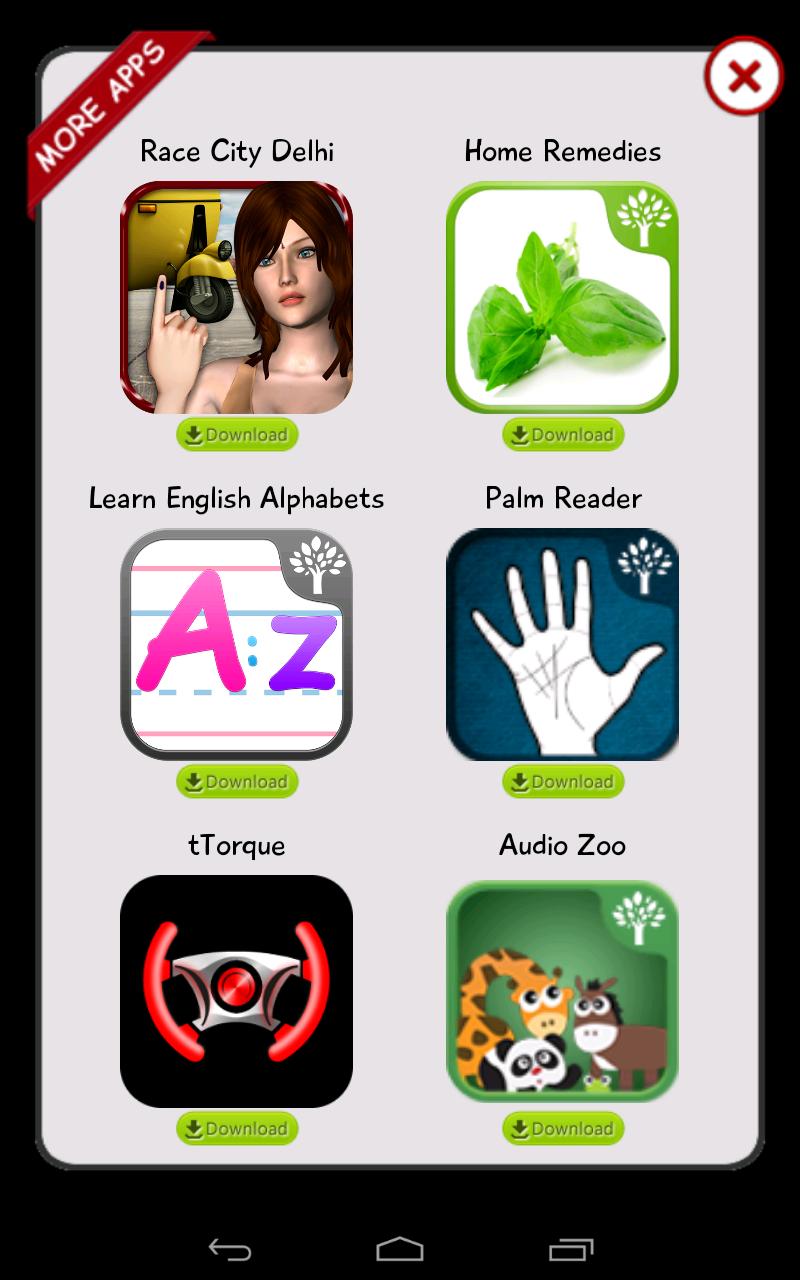 MORE APPS
Race City Delhi
Home Remedies
Download
Download
Learn English Alphabets
Palm Reader
A:z
Download
Download
tTorque
Audio Zoo
Download
Download